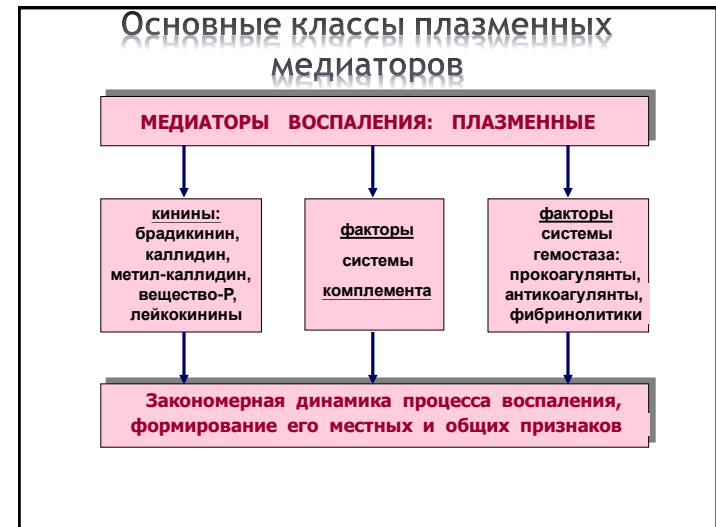 Основные классы плазменных
медиаторов
МЕДИАТОРЫ ВОСПАЛЕНИЯ: ПЛАЗМЕННЫЕ
кинины:
брадикинин,
каллидин,
метил-каллидин,
вещество-Р,
лейкокинины
факторы
системы
комплемента
факторы
системы
гемостаза:
прокоагулянты,
антикоагулянты,
фибринолитики
Закономерная динамика процесса воспаления,
формирование его местных и общих признаков